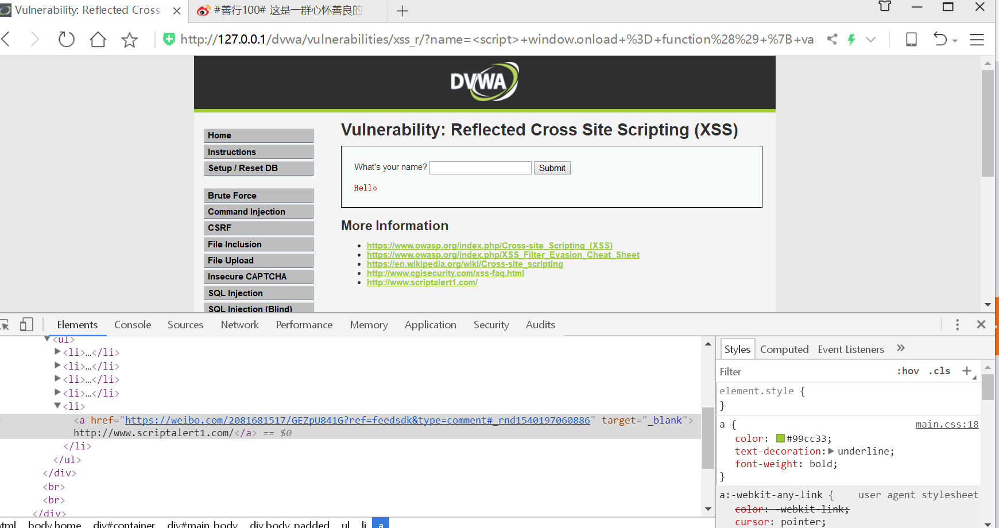 Vulnerability: Reflected Cross
#善行100# 这是一群心怀善良的
http://127.0.0.1/dvwa/vulnerabilities/xss_r/?name=<script>+window.onload+%3D+function%28%29+%7B+va
DVWA
Home
Instructions
Setup / Reset DB
Brute Force
Command Injection
CSRF
File Inclusion
File Upload
Insecure CAPTCHA
SQL Injection
SQL Injection (Blind)
Vulnerability: Reflected Cross Site Scripting (XSS)
What's your name?
Submit
Hello
More Information
https://www.owasp.org/index.php/Cross-site_Scripting_(XSS)
https://www.owasp.org/index.php/XSS_Filter_Evasion_Cheat_Sheet
https://en.wikipedia.org/wiki/Cross-site_scripting
http://www.cgisecurity.com/xss-faq.html
http://www.scriptalert1.com/
Elements Console Sources Network Performance Memory Application Security Audits
<ul>
<li>…</li>
<li>…</li>
<li>…</li>
<li>…</li>
<li>
<a href="https://weibo.com/2081681517/GEZpU841G?ref=feedsdk&type=comment#_rnd1540197060886" target="_blank">
http://www.scriptalert1.com/</a> == $0
</li>
</ul>
</div>
<br>
<br>
</div>
html body.home div#container div#main_body div.body_padded ul li a
Styles Computed Event Listeners »
Filter :hov .cls +
element.style {
}
a { main.css:18
color: #99cc33;
text-decoration: underline;
font-weight: bold;
}
a:-webkit-any-link { user agent stylesheet
color: -webkit-link;
cursor: pointer;